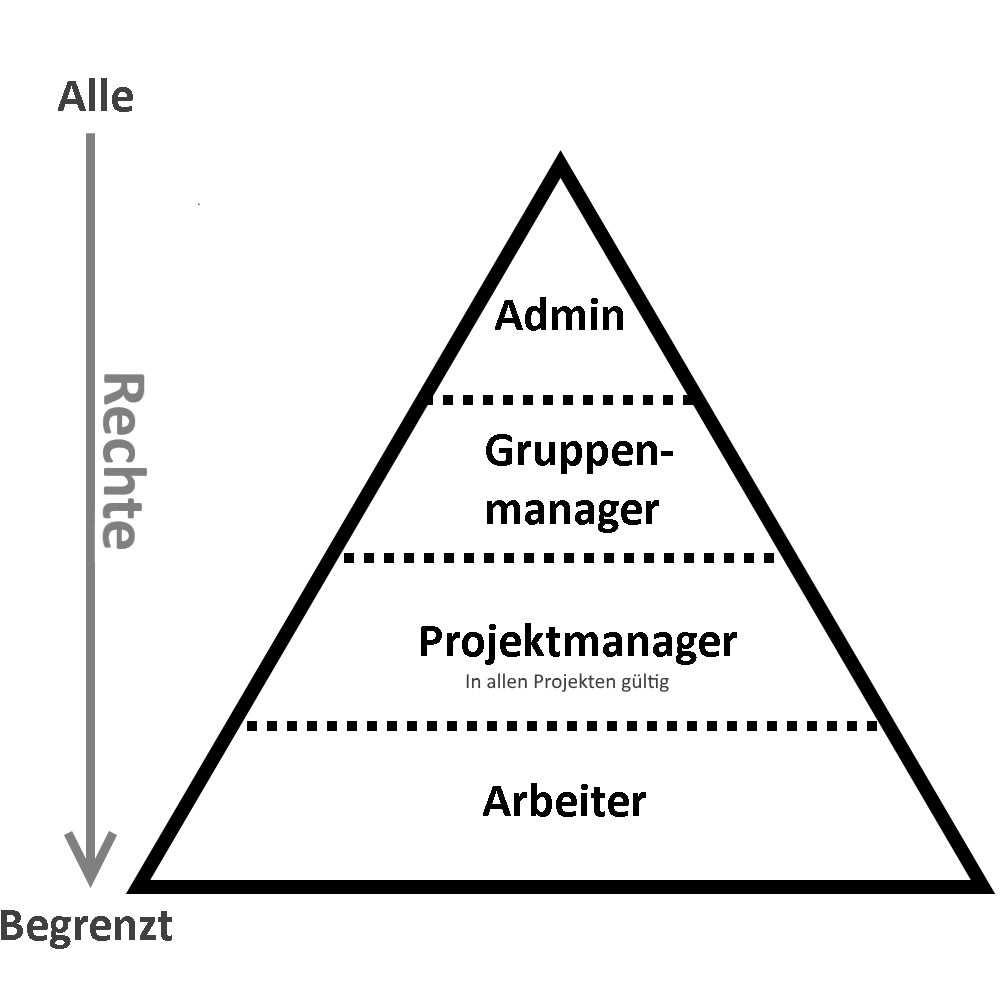 Alle
Admin
Rechte
Gruppen-
manager
Projektmanager
In allen Projekten gültig
Arbeiter
Begrenzt